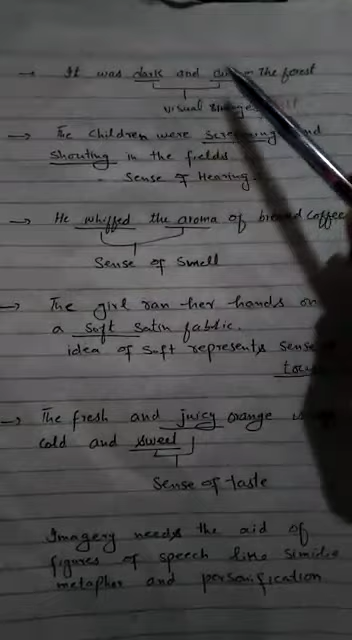 → It was dark and in the forest
visual
→ The children were screaming and
shouting in the fields
- Sense of Hearing.
→ He whiffed the aroma of brewed coffee
Sense of smell
→ The girl ran her hands on
a soft satin fabric.
idea of soft represents sense
→ The fresh and juicy orange
cold and sweet
Sense of Taste
Imagery needs the aid of
figures of speech like simile
metapher and personification